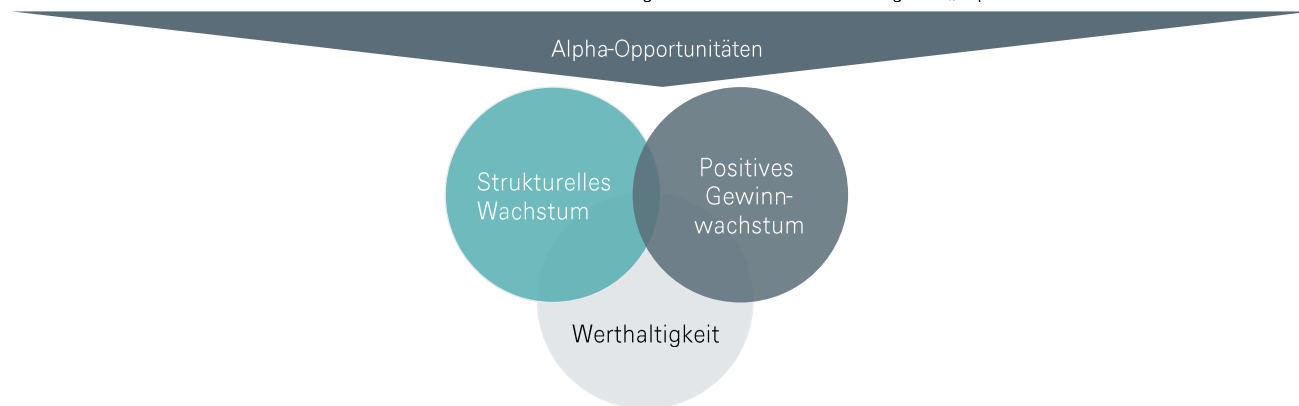 Alpha-Opportunitäten
Strukturelles
Wachstum
Positives
Gewinn-
wachstum
Werthaltigkeit